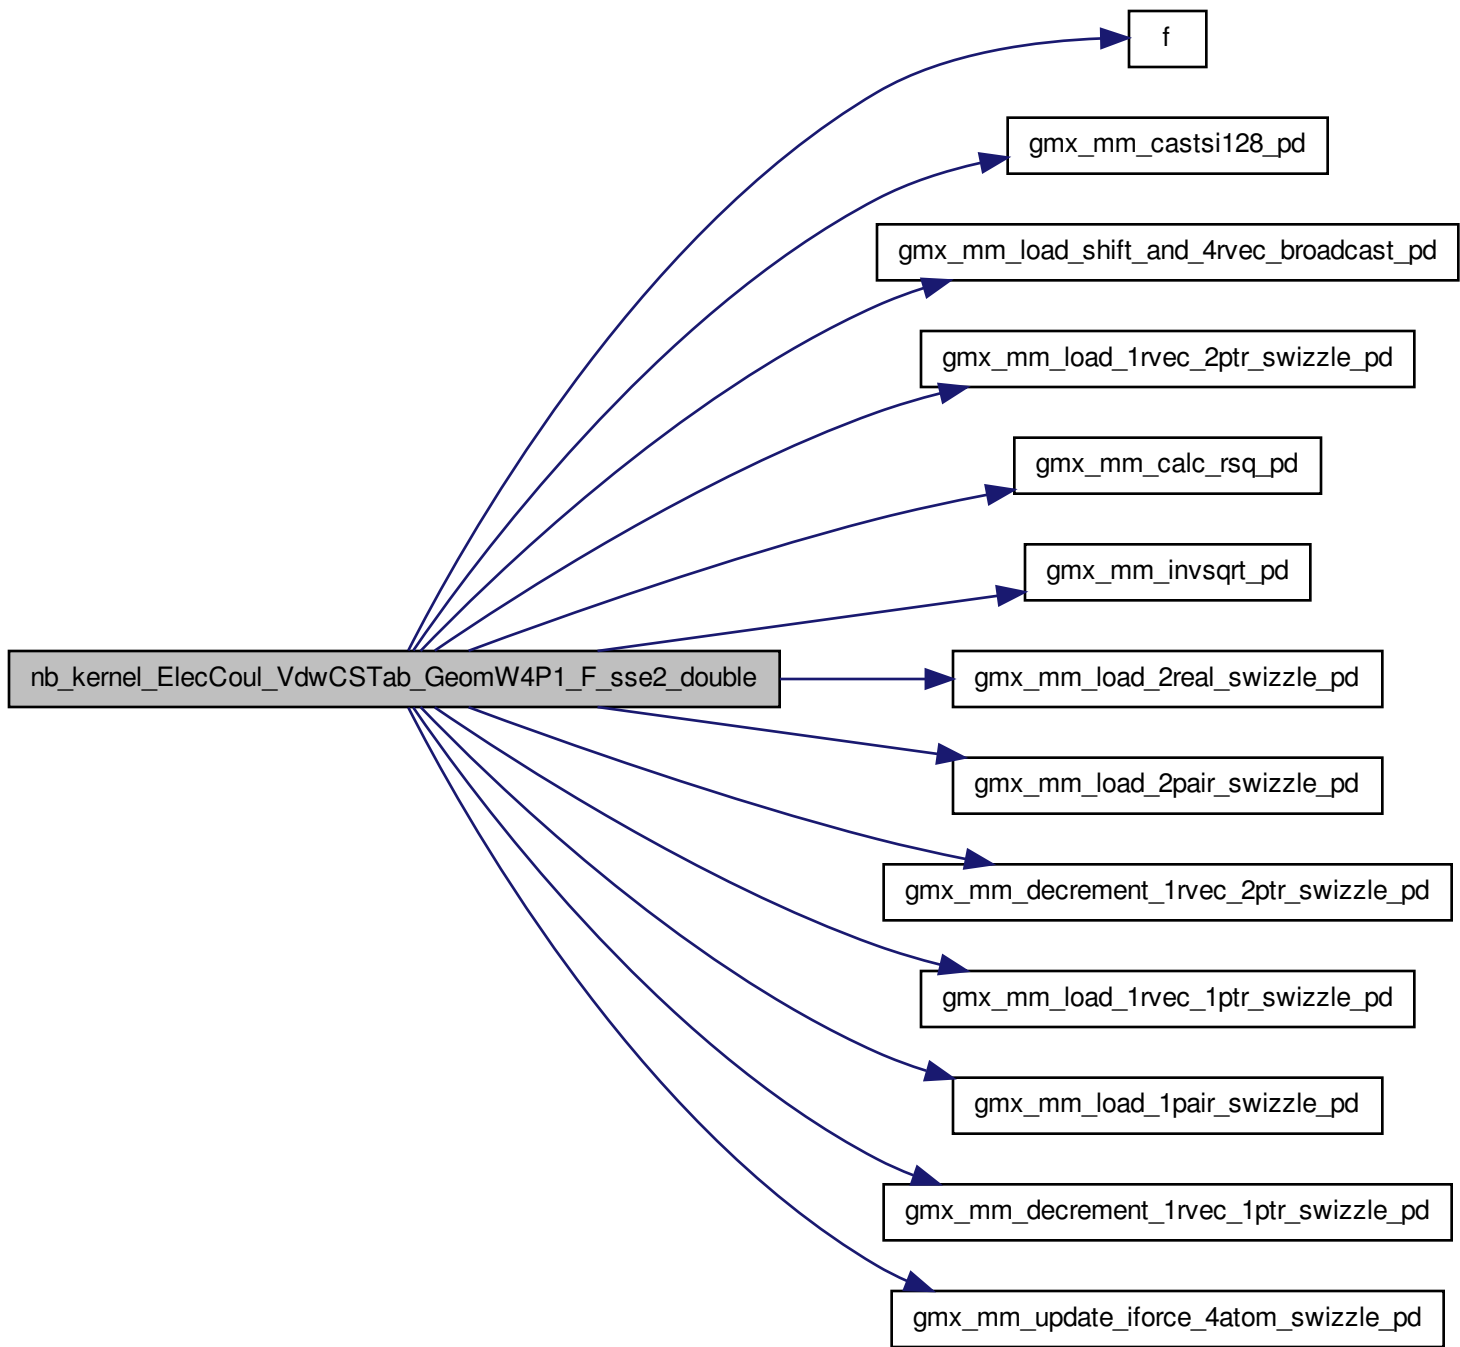 f
gmx_mm_castsi128_pd
gmx_mm_load_shift_and_4rvec_broadcast_pd
gmx_mm_load_1rvec_2ptr_swizzle_pd
gmx_mm_calc_rsq_pd
gmx_mm_invsqrt_pd
nb_kernel_ElecCoul_VdwCSTab_GeomW4P1_F_sse2_double
gmx_mm_load_2real_swizzle_pd
gmx_mm_load_2pair_swizzle_pd
gmx_mm_decrement_1rvec_2ptr_swizzle_pd
gmx_mm_load_1rvec_1ptr_swizzle_pd
gmx_mm_load_1pair_swizzle_pd
gmx_mm_decrement_1rvec_1ptr_swizzle_pd
gmx_mm_update_iforce_4atom_swizzle_pd